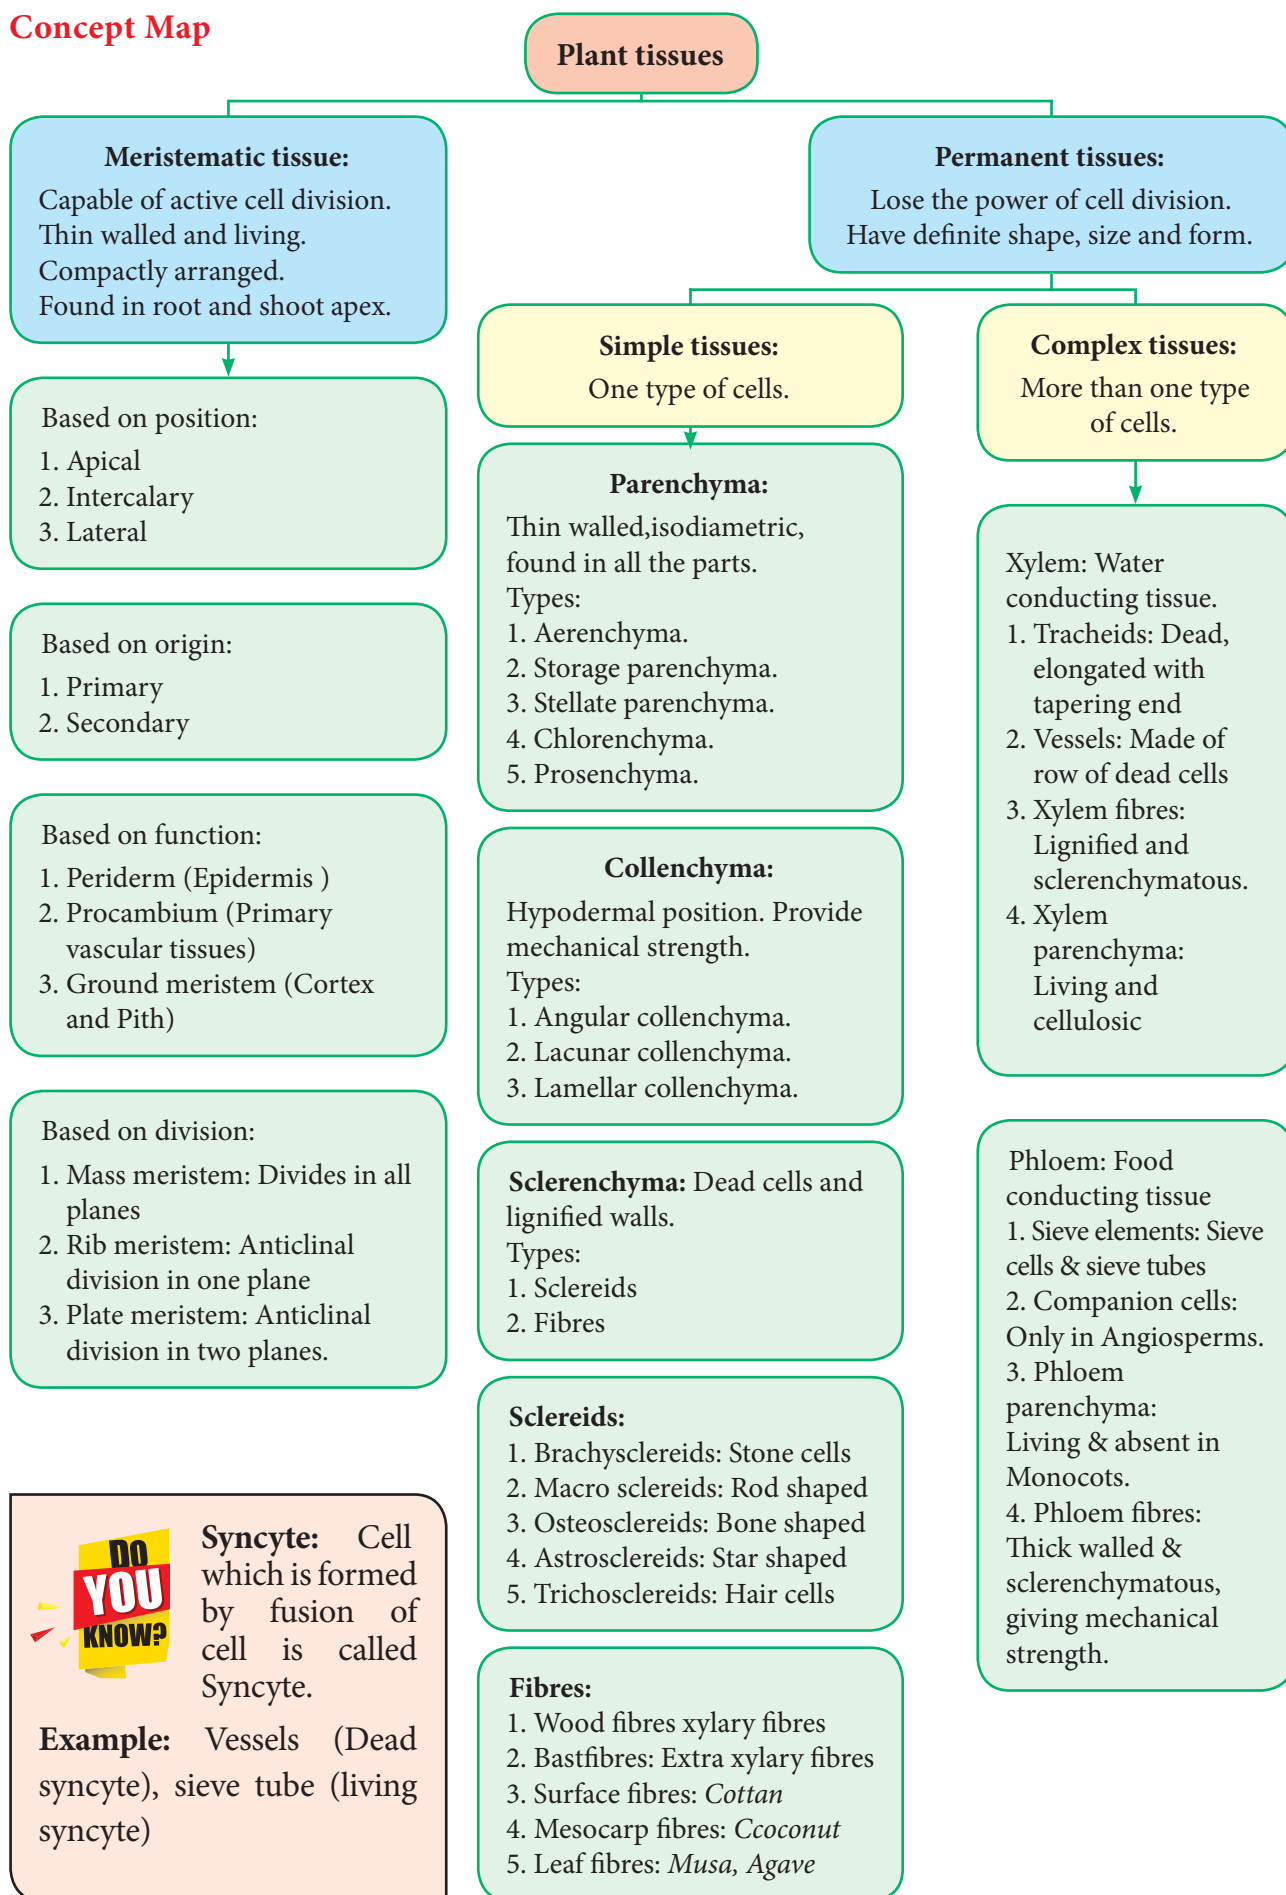 Concept Map
Plant tissues
Meristematic tissue:
Capable of active cell division.
Thin walled and living.
Compactly arranged.
Found in root and shoot apex.
Based on position:
1. Apical
2. Intercalary
3. Lateral
Based on origin:
1. Primary
2. Secondary
Based on function:
1. Periderm (Epidermis )
2. Procambium (Primary
vascular tissues)
3. Ground meristem (Cortex
and Pith)
Based on division:
1. Mass meristem: Divides in all
planes
2. Rib meristem: Anticlinal
division in one plane
3. Plate meristem: Anticlinal
division in two planes.
Permanent tissues:
Lose the power of cell division.
Have definite shape, size and form.
Simple tissues:
One type of cells.
Parenchyma:
Thin walled,isodiametric,
found in all the parts.
Types:
1. Aerenchyma.
2. Storage parenchyma.
3. Stellate parenchyma.
4. Chlorenchyma.
5. Prosenchyma.
Collenchyma:
Hypodermal position. Provide
mechanical strength.
Types:
1. Angular collenchyma.
2. Lacunar collenchyma.
3. Lamellar collenchyma.
Sclerenchyma: Dead cells and
lignified walls.
Types:
1. Sclereids
2. Fibres
Sclereids:
1. Brachysclereids: Stone cells
2. Macro sclereids: Rod shaped
3. Osteosclereids: Bone shaped
4. Astrosclereids: Star shaped
5. Trichosclereids: Hair cells
Fibres:
1. Wood fibres xylary fibres
2. Bastfibres: Extra xylary fibres
3. Surface fibres: Cottan
4. Mesocarp fibres: Ccoconut
5. Leaf fibres: Musa, Agave
Complex tissues:
More than one type
of cells.
Xylem: Water
conducting tissue.
1. Tracheids: Dead,
elongated with
tapering end
2. Vessels: Made of
row of dead cells
3. Xylem fibres:
Lignified and
sclerenchymatous.
4. Xylem
parenchyma:
Living and
cellulosic
Phloem: Food
conducting tissue
1. Sieve elements: Sieve
cells & sieve tubes
2. Companion cells:
Only in Angiosperms.
3. Phloem
parenchyma:
Living & absent in
Monocots.
4. Phloem fibres:
Thick walled &
sclerenchymatous,
giving mechanical
strength.
DO
YOU
KNOW?
Syncyte: Cell
which is formed
by fusion of
cell is called
Syncyte.
Example: Vessels (Dead
syncyte), sieve tube (living
syncyte)